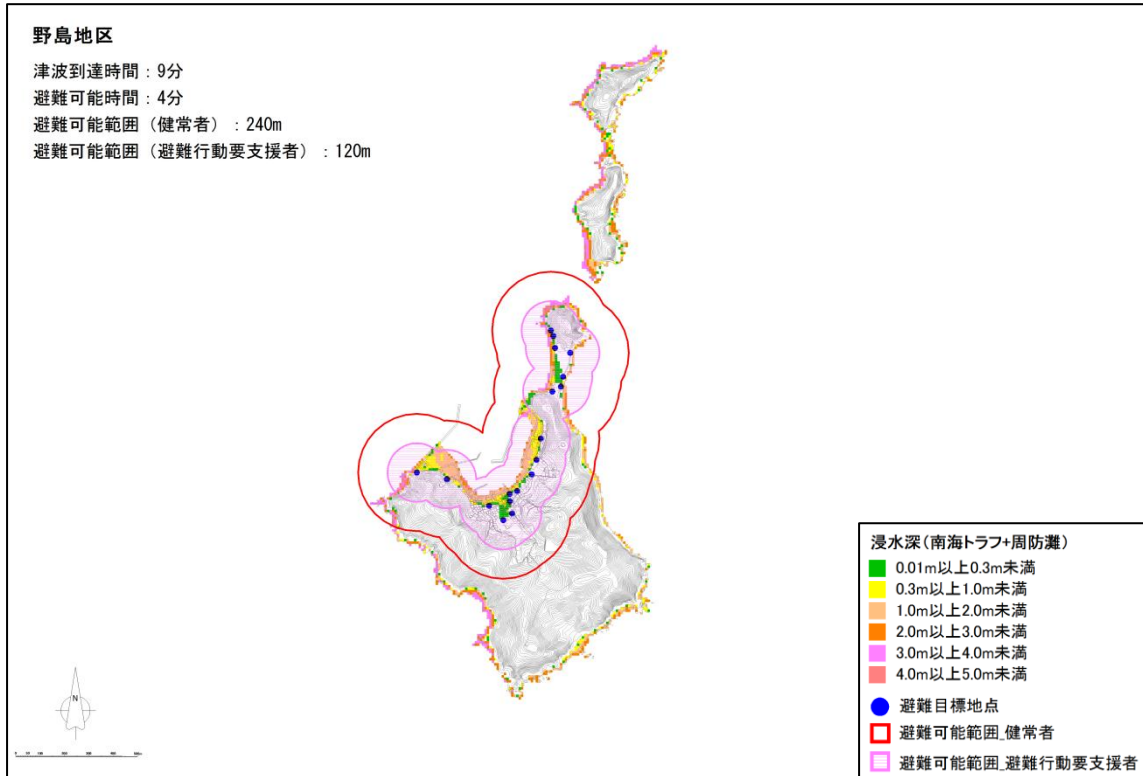 野島地区
津波到達時間：9分
避難可能時間：4分
避難可能範囲（健常者）：240m
避難可能範囲（避難行動要支援者）：120m
浸水深（南海トラフ+周防灘）
0.01m以上0.3m未満
0.3m以上1.0m未満
1.0m以上2.0m未満
2.0m以上3.0m未満
3.0m以上4.0m未満
4.0m以上5.0m未満
避難目標地点
避難可能範囲_健常者
避難可能範囲_避難行動要支援者
N